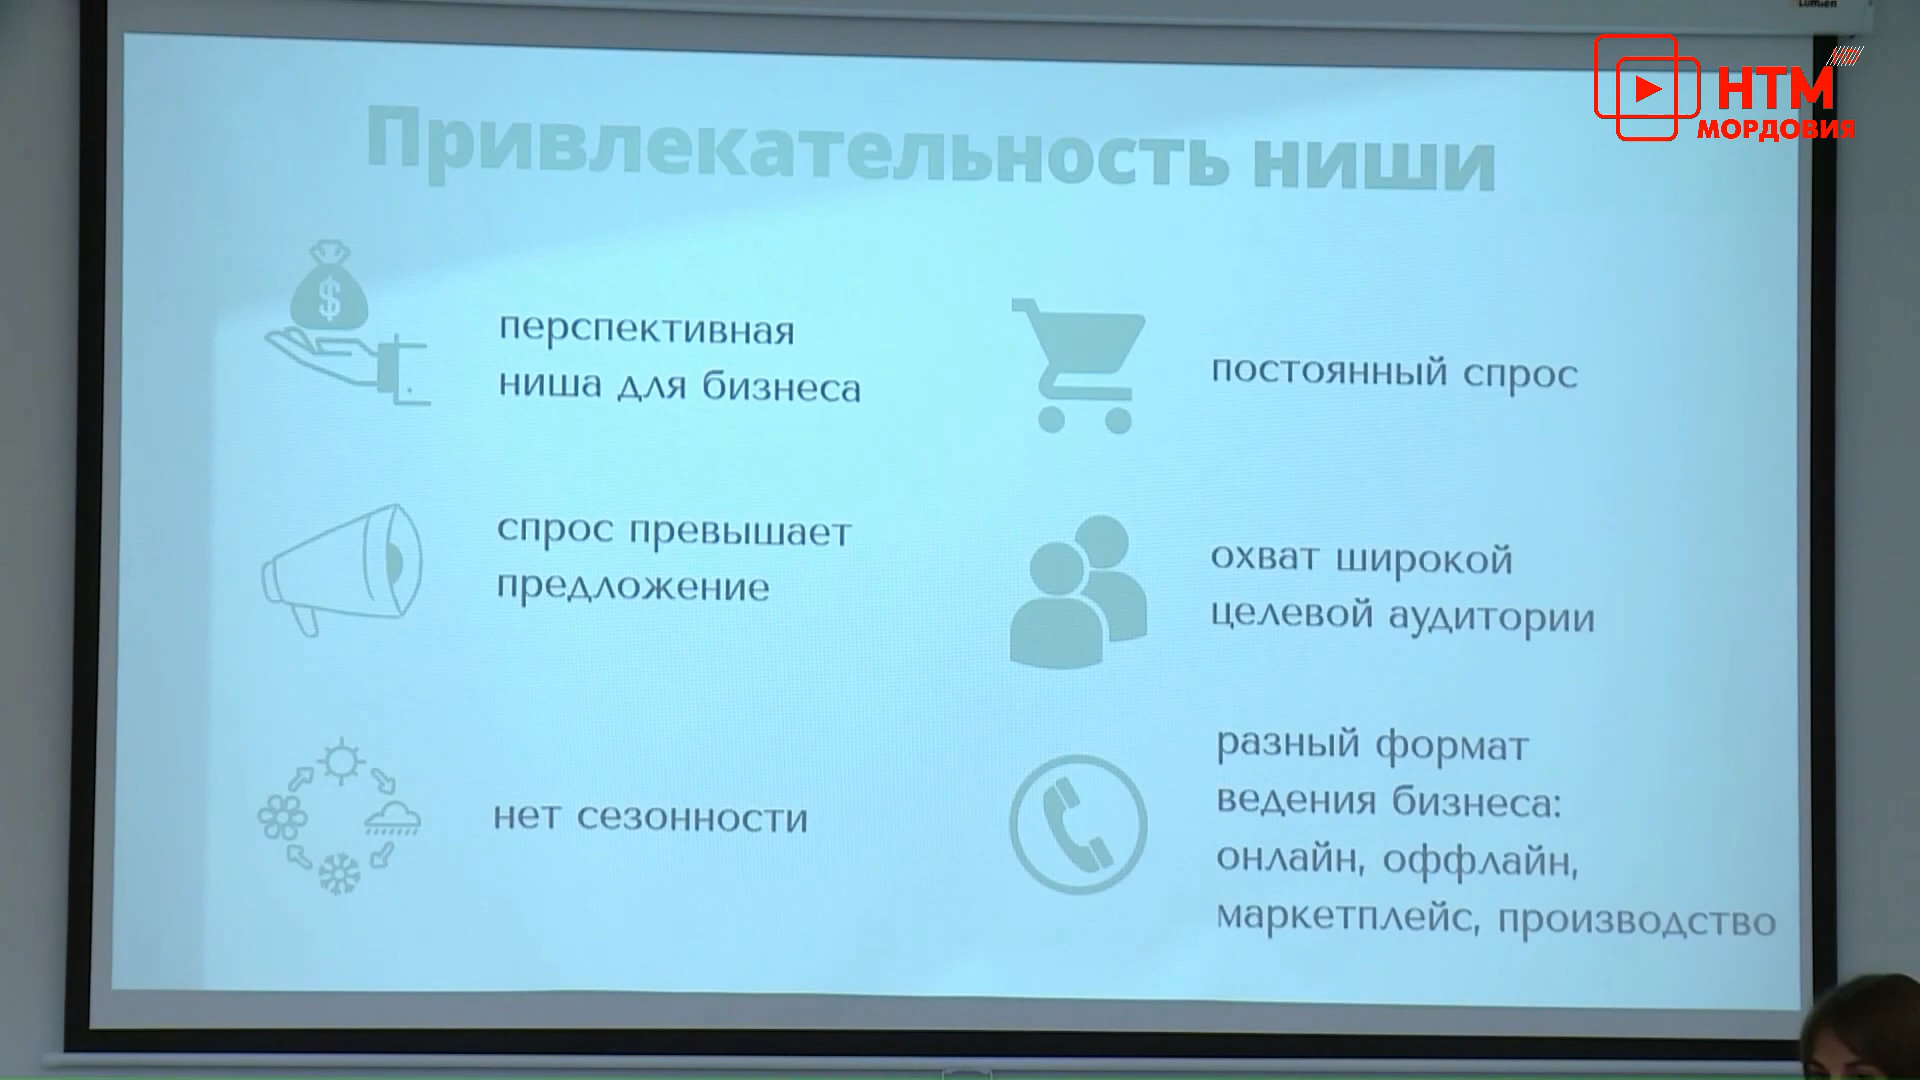 Lumien
НТМ
МОРДОВИЯ
Привлекательность ниши
$
перспективная
ниша для бизнеса
постоянный спрос
спрос превышает
предложение
охват широкой
целевой аудитории
нет сезонности
разный формат
ведения бизнеса:
онлайн, оффлайн,
маркетплейс, производство